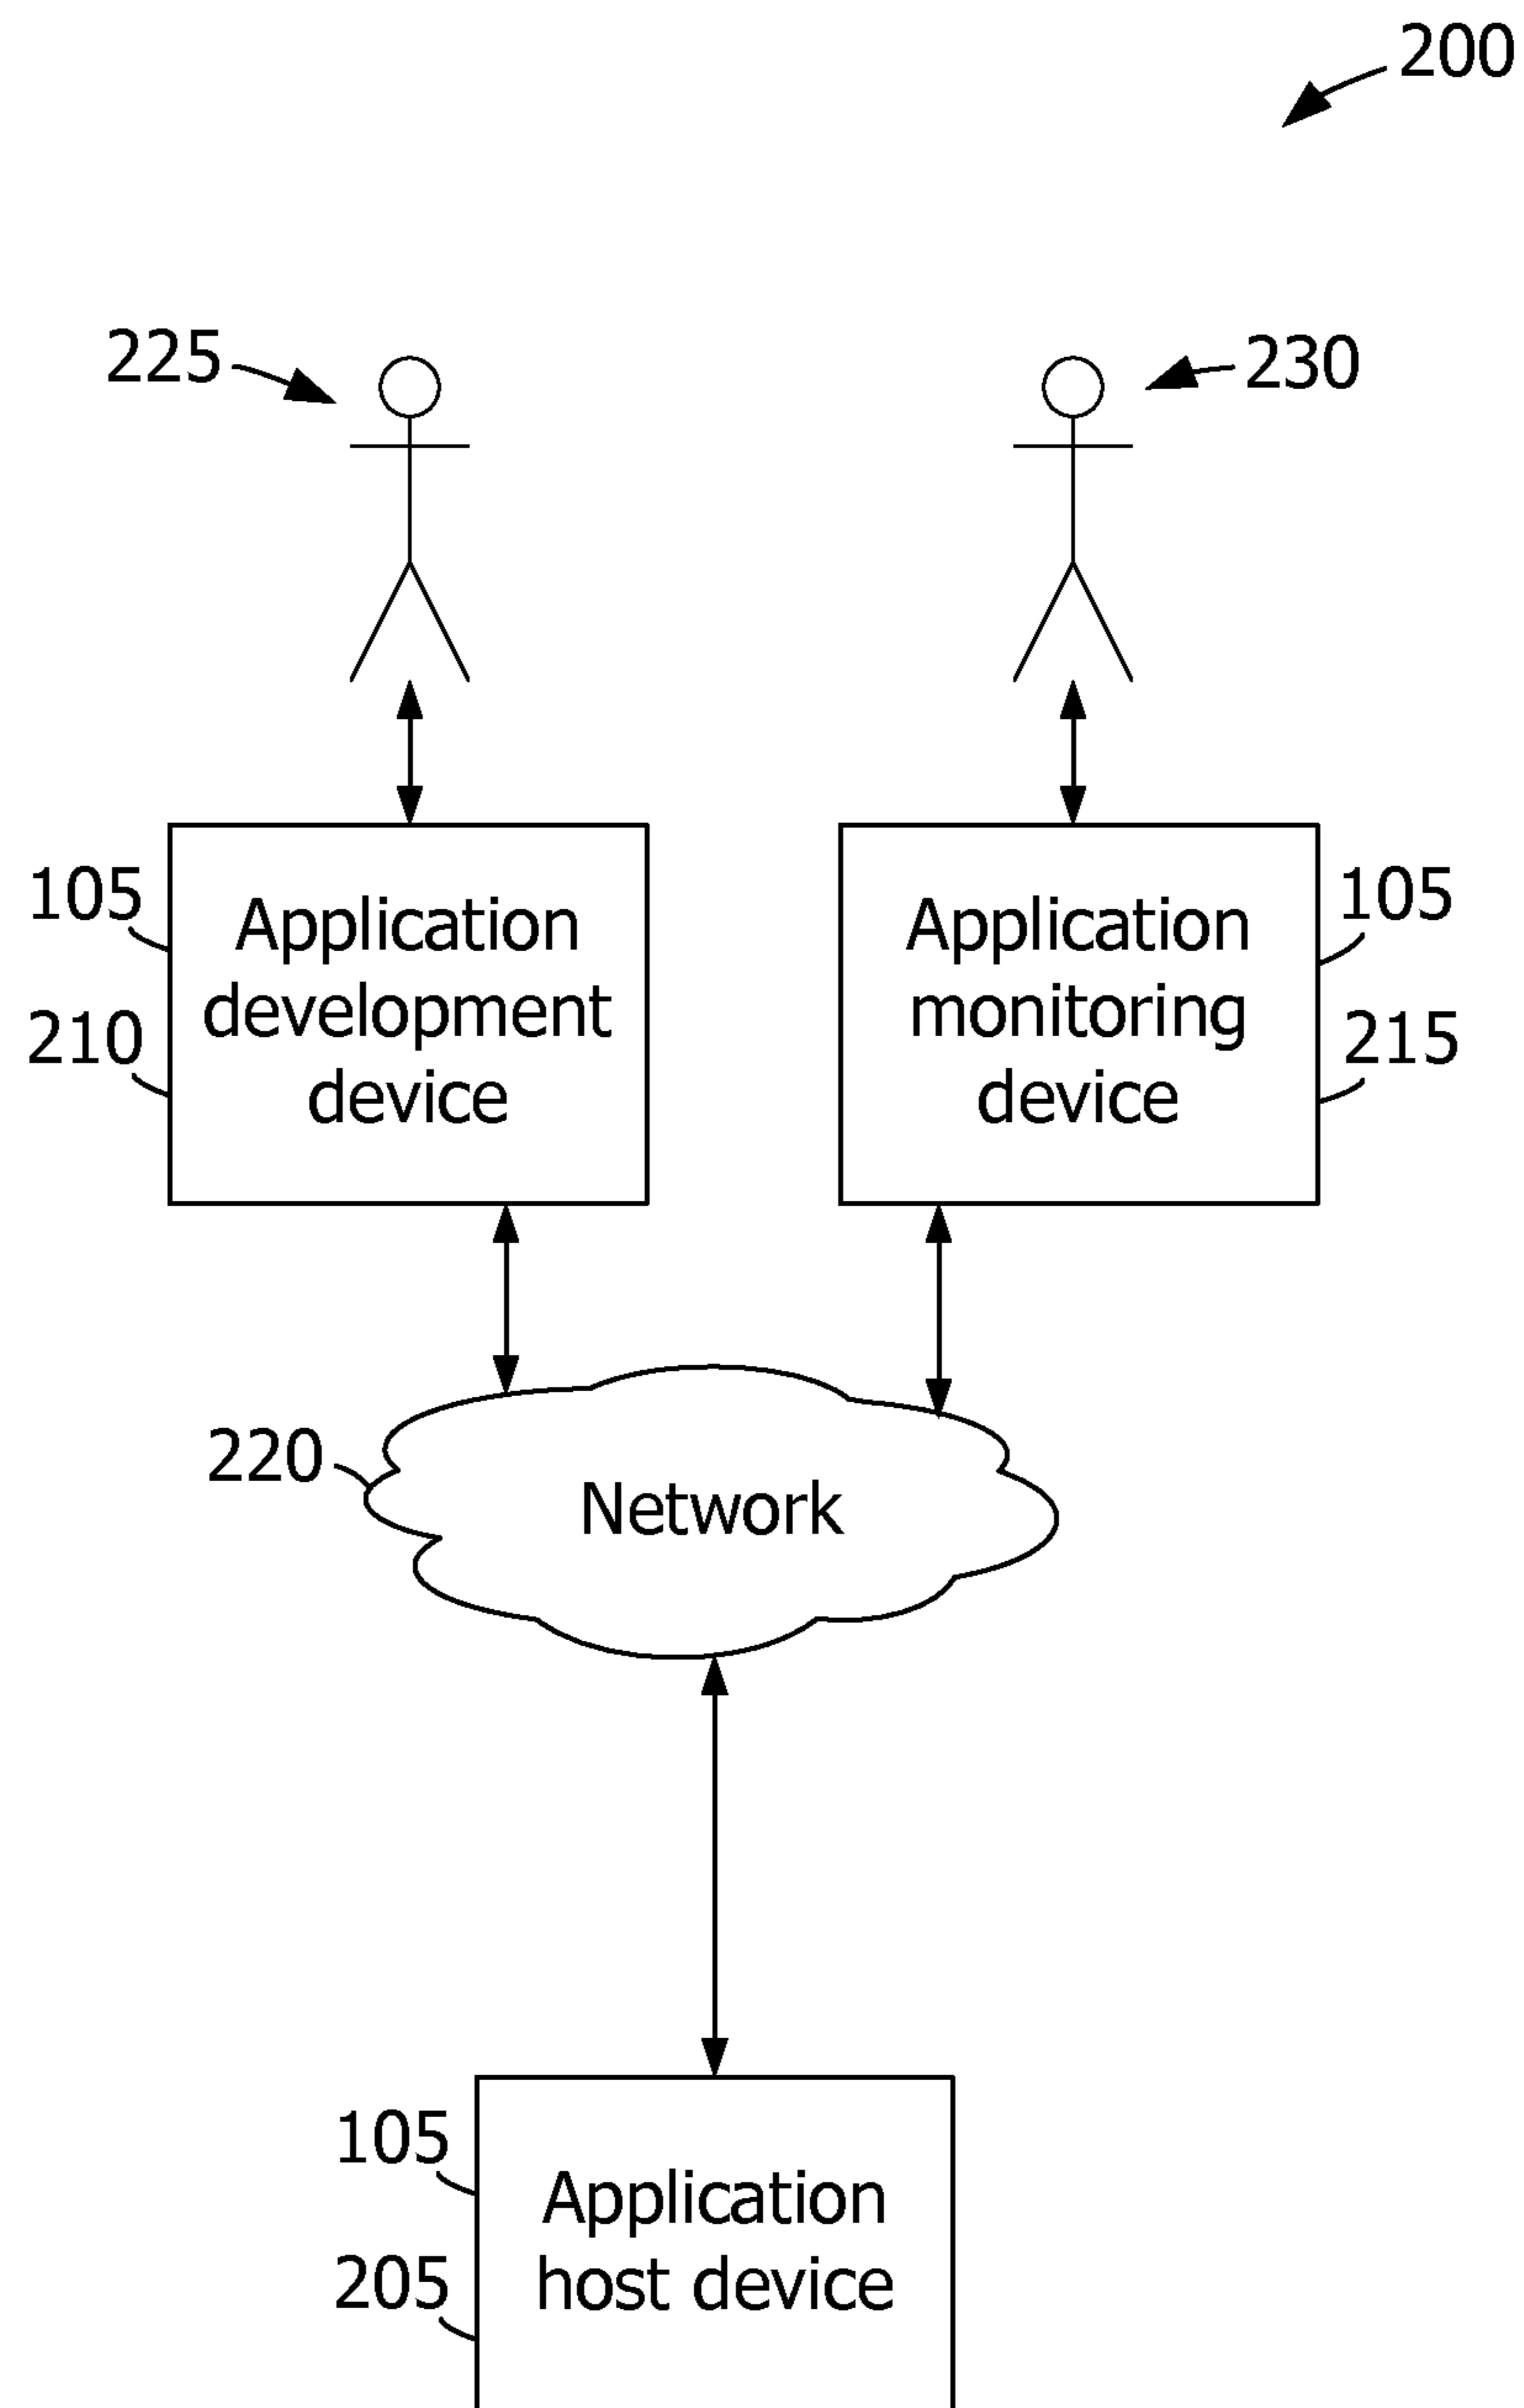 200
225
230
105
Application
development
device
210
Application
monitoring
device
105
215
220
Network
105
205
Application
host device